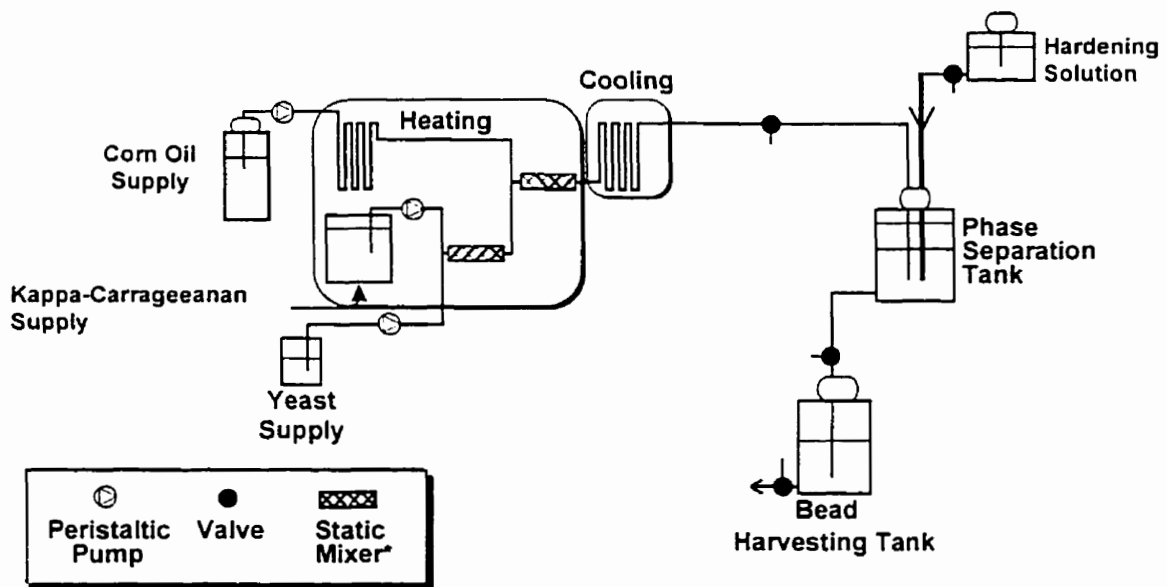 Hardening
Solution
Cooling
Heating
Corn Oil
Supply
Phase
Separation
Tank
Kappa-Carrageeanan
Supply
Yeast
Supply
Bead
Harvesting Tank
Peristaltic
Pump
Valve
Static
Mixer*